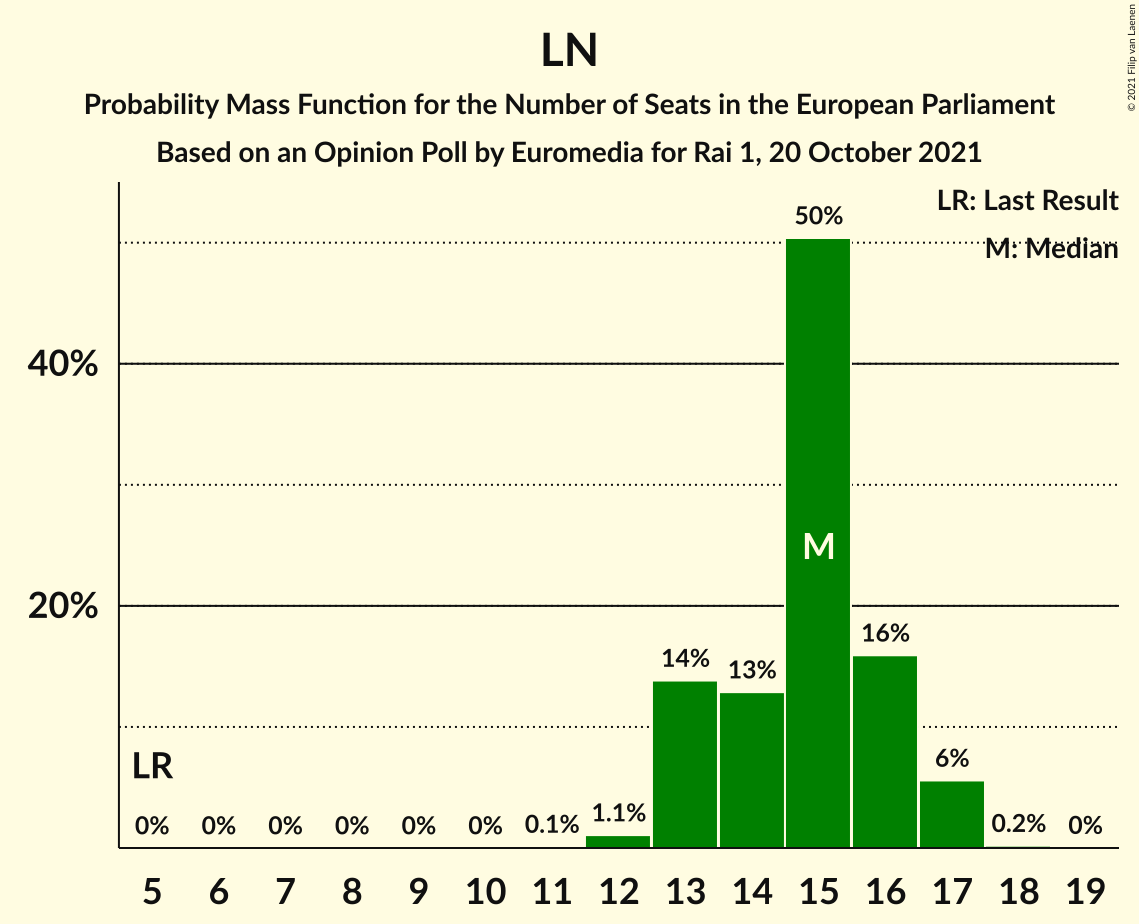 LN
Probability Mass Function for the Number of Seats in the European Parliament
Based on an Opinion Poll by Euromedia for Rai 1, 20 October 2021
© 2021 Filip van Laenen
LR: Last Result
M: Median
50%
40%
M
20%
16%
14%
13%
6%
LR
0% 0% 0% 0% 0% 0% 0.1% 1.1% 0.2% 0%
5 6 7 8 9 10 11 12 13 14 15 16 17 18 19